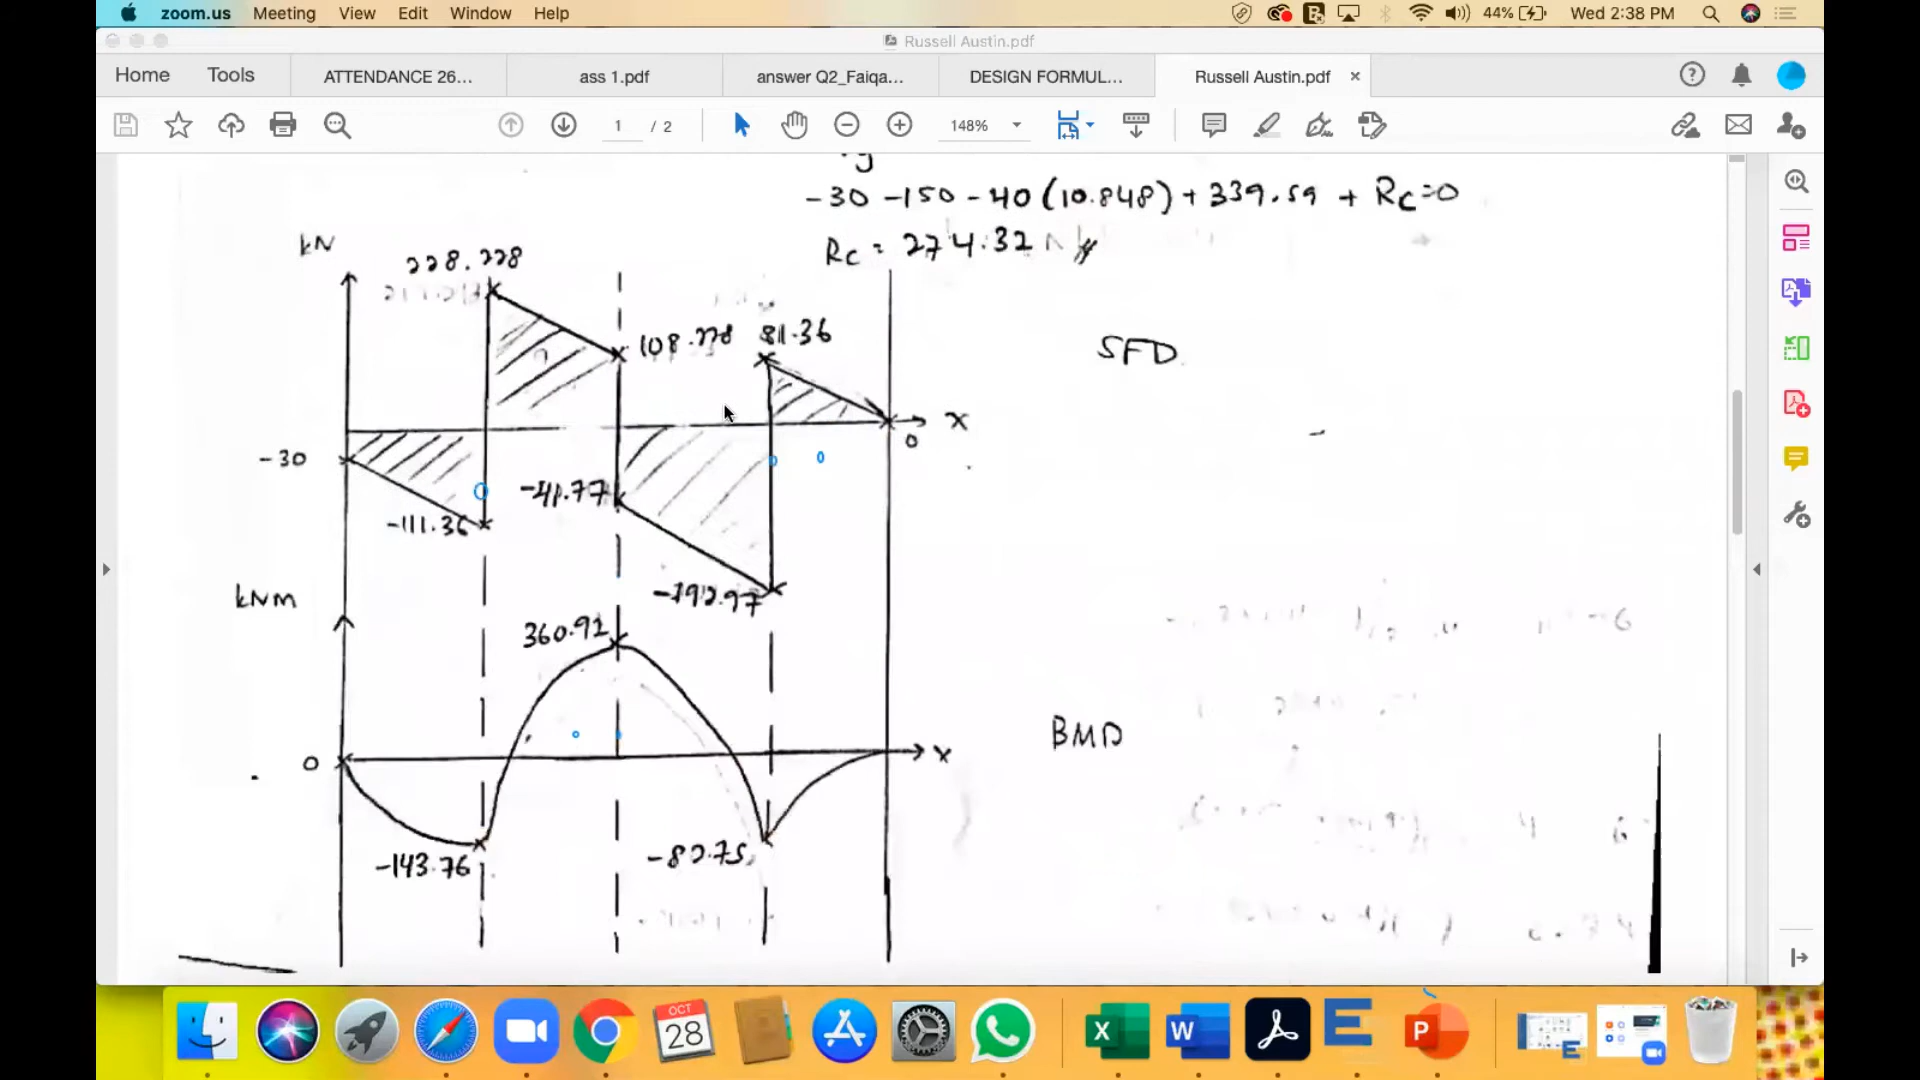 zoom.us Meeting View Edit Window Help 44% Wed 2:38 PM
Russell Austin.pdf
Home Tools ATTENDANCE 26... ass 1.pdf answer Q2_Faiqa... DESIGN FORMUL... Russell Austin.pdf ×
1 / 2 148%
-30 -150 -40 (10.848) + 339.59 + Rc=0
Rc = 274.32 N
kN
228.228
108.228 81.36
SFD
x
0
-30
-41.77
-111.36
-192.97
kNm
360.92
BMD
0
x
-143.76
-80.75
OCT
28
X W E P
E